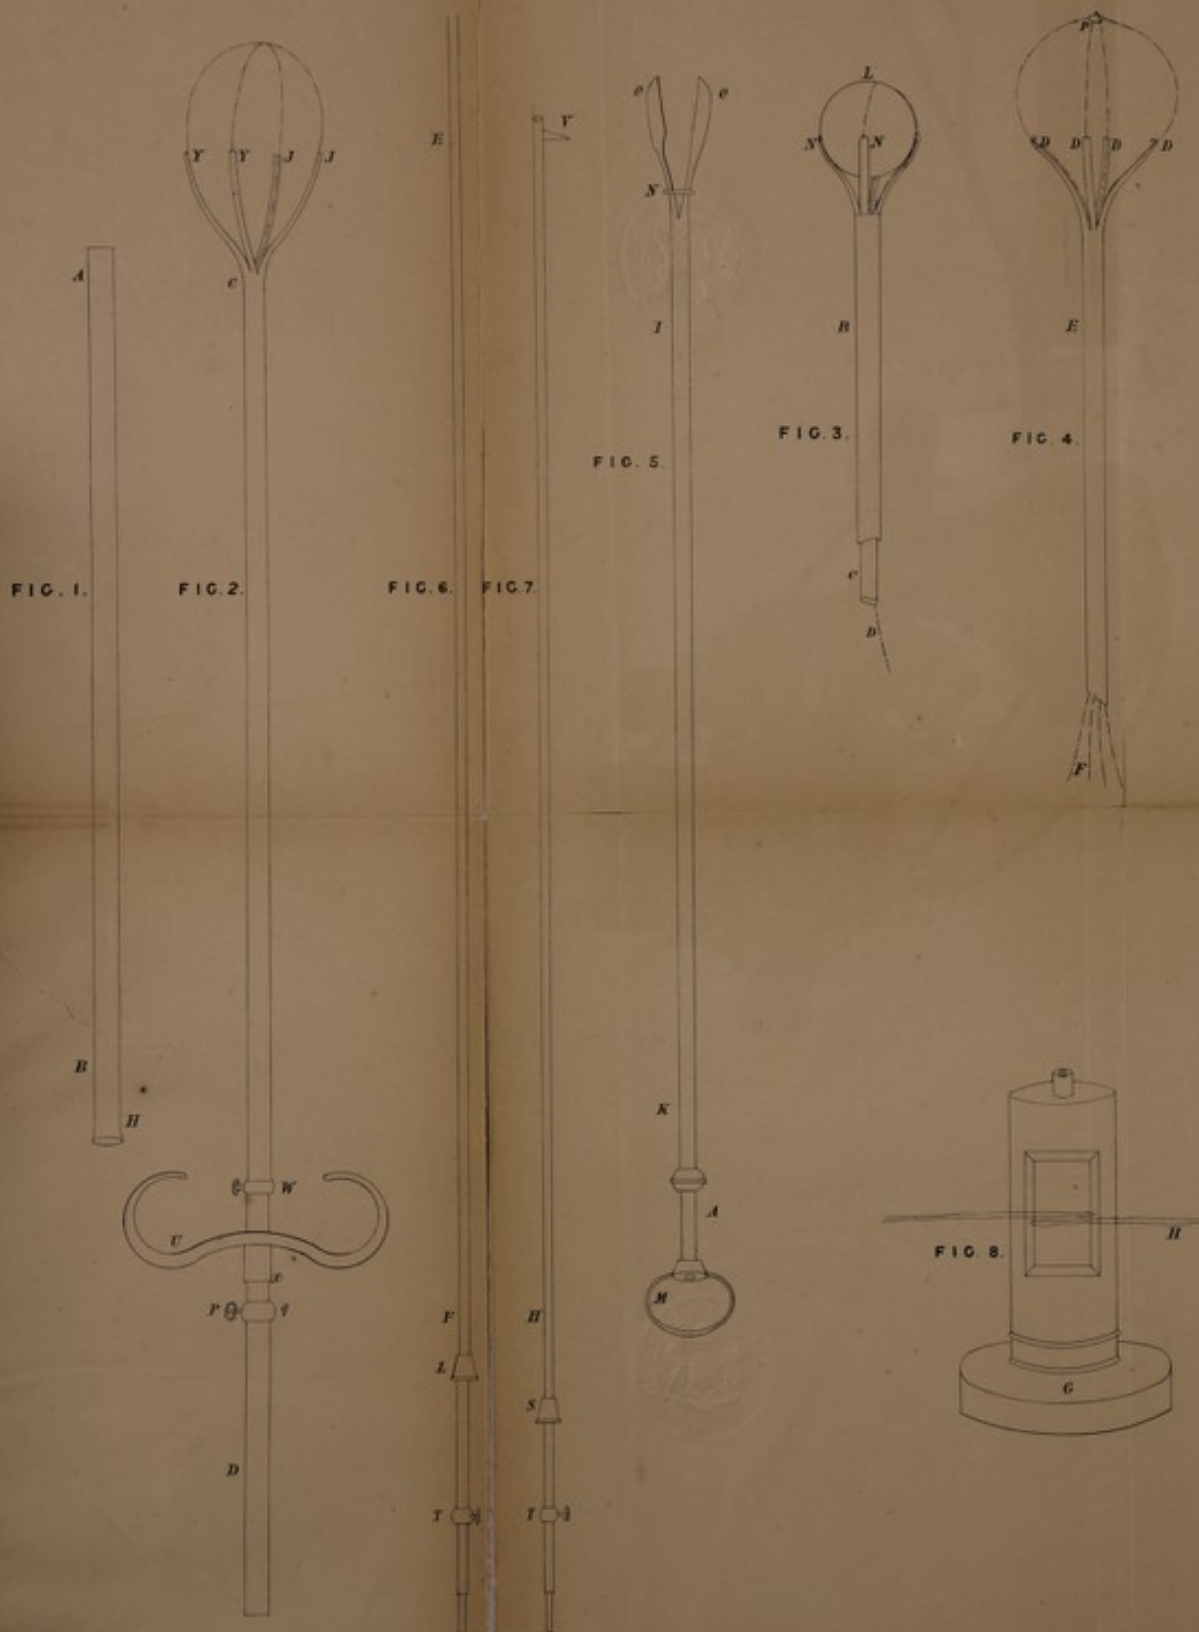 FIG. 1.
A
B
H
FIG. 2.
Y Y J J
C
W
U
x
P q
D
FIG. 6.
E
F
L
T
FIG. 7.
V
H
S
T
FIG. 5.
o o
N
I
K
A
M
FIG. 3.
L
N N
B
C
D
FIG. 4.
P
D D D D
E
F
FIG. 8.
H
G